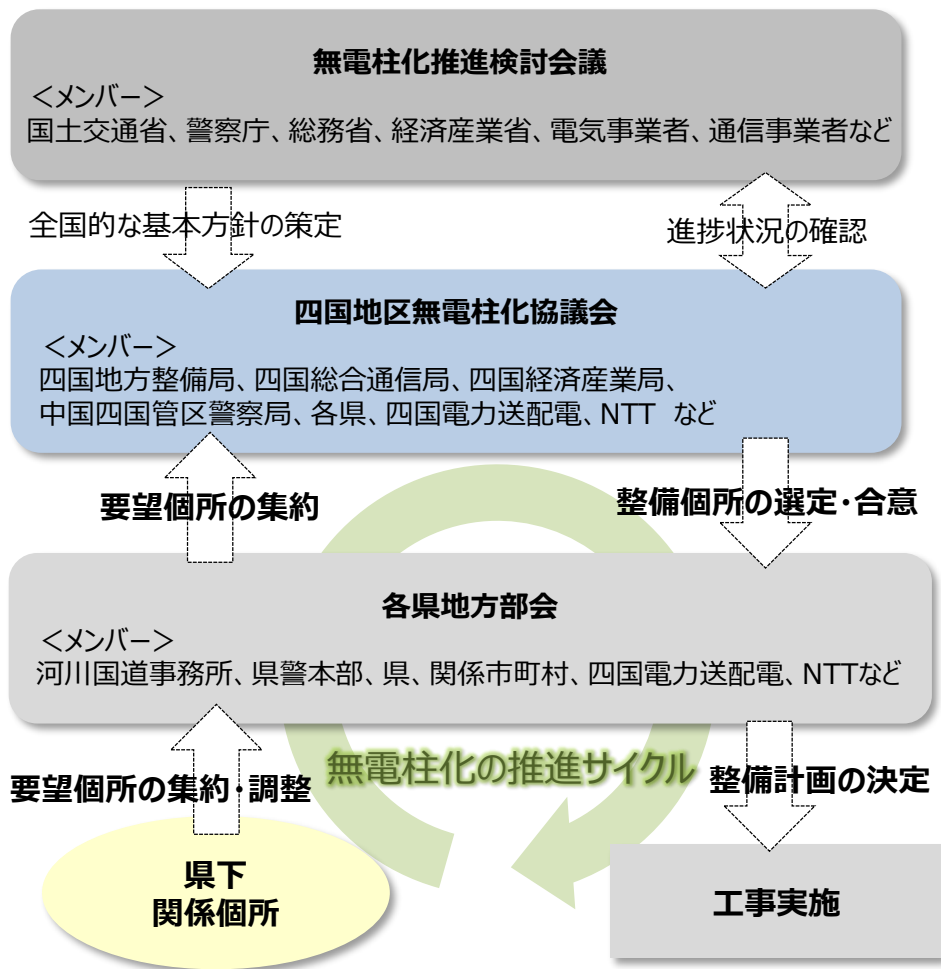 無電柱化推進検討会議
＜メンバー＞
国土交通省、警察庁、総務省、経済産業省、電気事業者、通信事業者など
全国的な基本方針の策定
進捗状況の確認
四国地区無電柱化協議会
＜メンバー＞
四国地方整備局、四国総合通信局、四国経済産業局、
中国四国管区警察局、各県、四国電力送配電、NTT など
要望個所の集約
整備個所の選定・合意
各県地方部会
＜メンバー＞
河川国道事務所、県警本部、県、関係市町村、四国電力送配電、NTTなど
無電柱化の推進サイクル
要望個所の集約・調整
整備計画の決定
県下
関係個所
工事実施